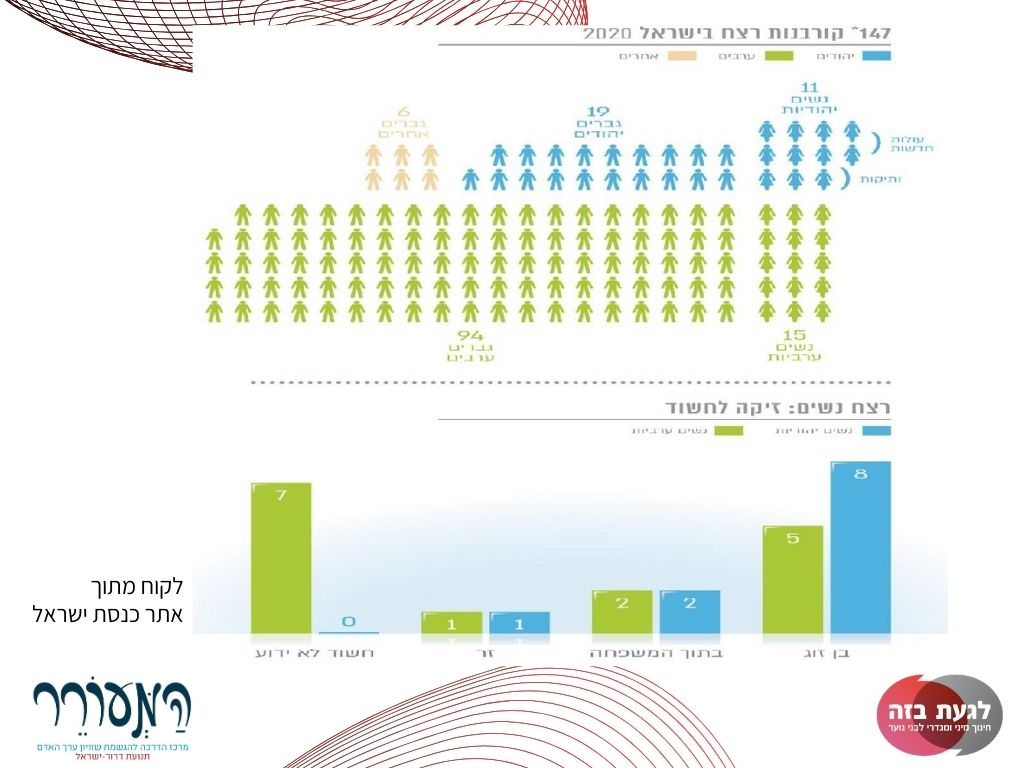 147* קורבנות רצח בישראל 2020
יהודים
ערבים
אחרים
11
נשים
יהודיות
19
גברים
יהודים
6
גברים
אחרים
עולות
חדשות
ותיקות
94
גברים
ערבים
15
נשים
ערביות
רצח נשים: זיקה לחשוד
נשים יהודיות
נשים ערביות
8
5
2
2
1
1
0
7
בן זוג
בתוך המשפחה
זר
חשוד לא ידוע
לקוח מתוך
אתר כנסת ישראל
הַמְּעוֹרֵר
מרכז הדרכה להגשמת שוויון ערך האדם
תנועת דרור-ישראל
לגעת בזה
חינוך מיני ומגדרי לבני נוער